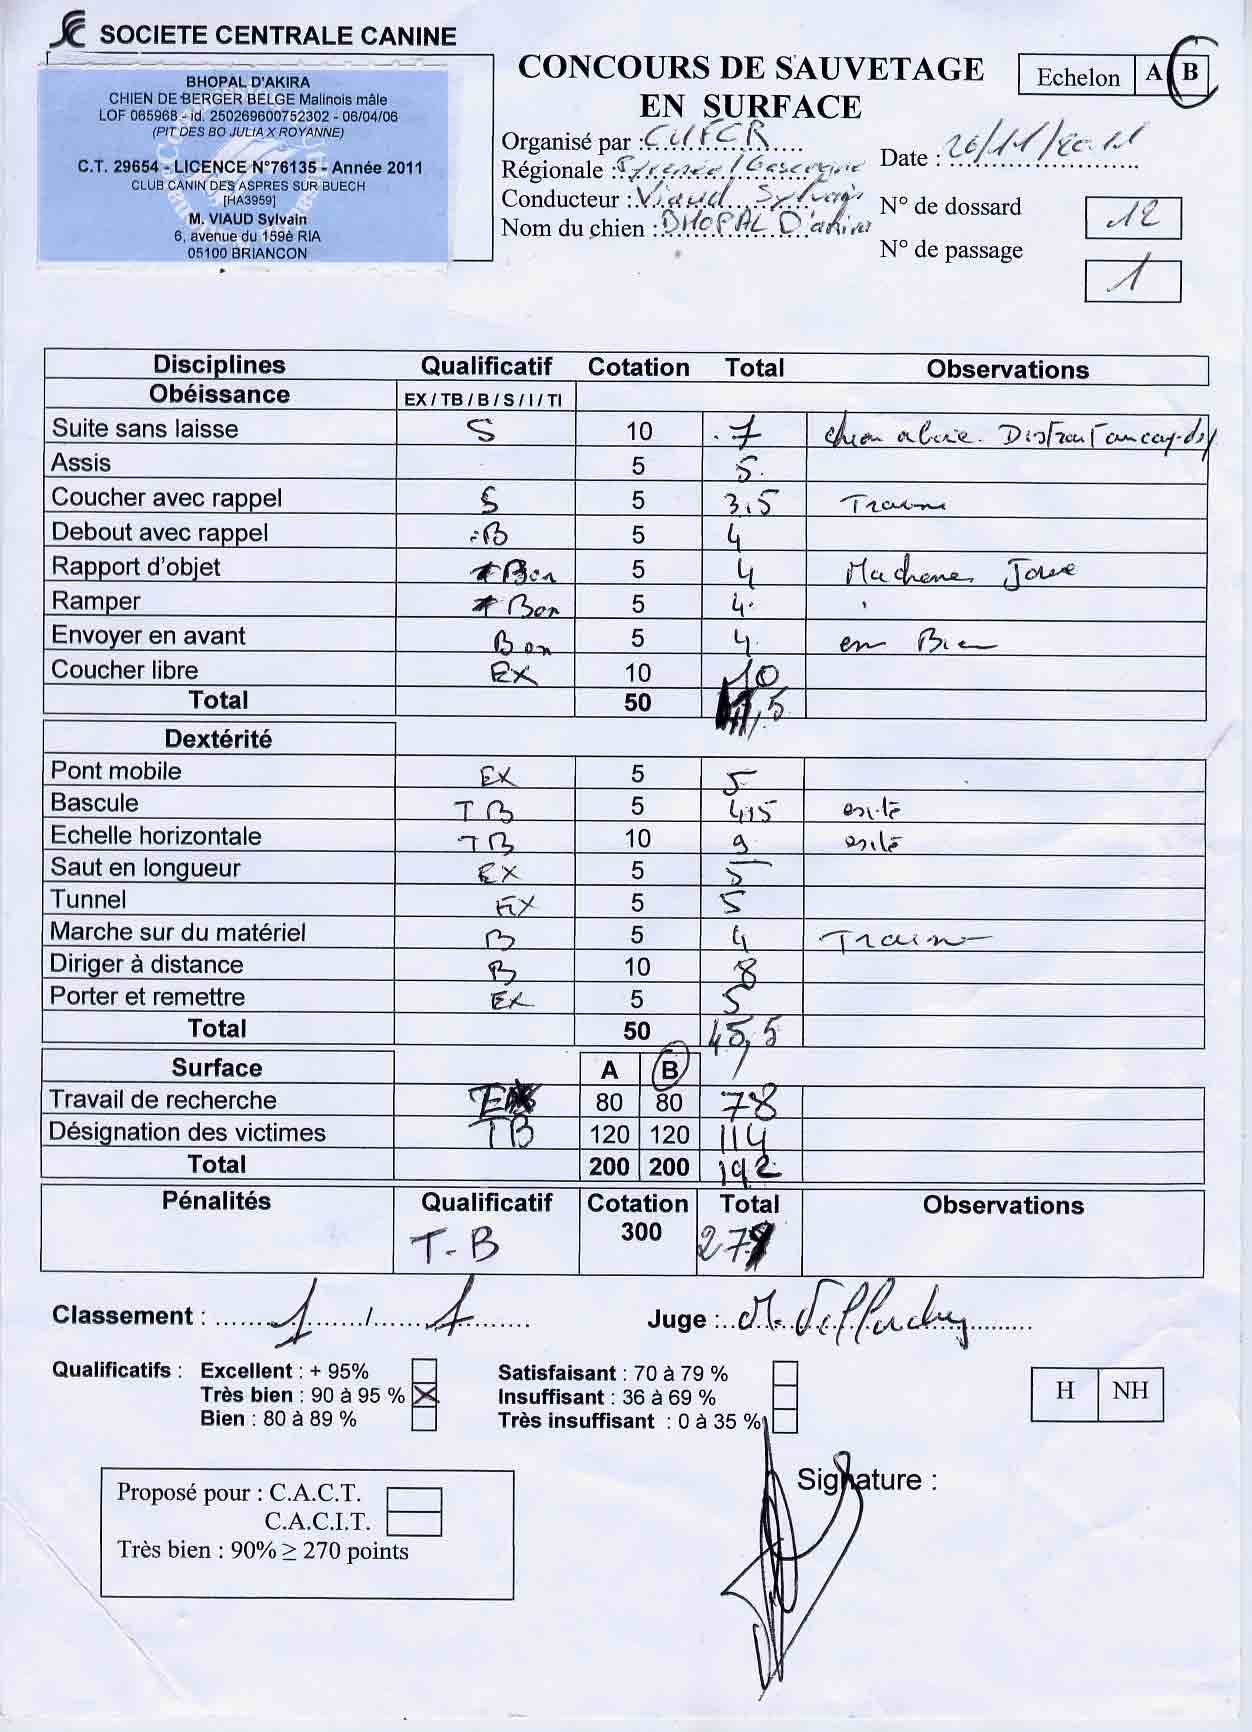 SOCIETE CENTRALE CANINE
BHOPAL D'AKIRA
CHIEN DE BERGER BELGE Malinois mâle
LOF 065968 - id. 250269600752302 - 06/04/06
(PIT DES BO JULIA X ROYANNE)
C.T. 29654 - LICENCE N°76135 - Année 2011
CLUB CANIN DES ASPRES SUR BUECH
[HA3959]
M. VIAUD Sylvain
6, avenue du 159è RIA
05100 BRIANCON
CONCOURS DE SAUVETAGE
EN SURFACE
Echelon A B
Organisé par :
Régionale :
Conducteur : Viaud Sylvain
Nom du chien : BHOPAL D'akira
Date : 26/11/2011
N° de dossard 12
N° de passage 1
Disciplines Qualificatif Cotation Total Observations
Obéissance EX / TB / B / S / I / TI
Suite sans laisse S 10 7 chien aboie.
Assis 5 5
Coucher avec rappel S 5 3,5
Debout avec rappel B 5 4
Rapport d'objet Bon 5 4
Ramper Bon 5 4
Envoyer en avant Bon 5 4
Coucher libre EX 10 10
Total 50 41,5
Dextérité
Pont mobile EX 5 5
Bascule TB 5 4,5 esite
Echelle horizontale TB 10 9 esite
Saut en longueur EX 5 5
Tunnel EX 5 5
Marche sur du matériel B 5 4
Diriger à distance B 10 8
Porter et remettre EX 5 5
Total 50 45,5
Surface A B
Travail de recherche EX 80 80 78
Désignation des victimes TB 120 120 114
Total 200 200 192
Pénalités Qualificatif Cotation Total Observations
T-B 300 279
Classement : 1 / 1 Juge :
Qualificatifs : Excellent : + 95% Satisfaisant : 70 à 79 %
Très bien : 90 à 95 % X Insuffisant : 36 à 69 %
Bien : 80 à 89 % Très insuffisant : 0 à 35 %
H NH
Signature :
Proposé pour : C.A.C.T.
C.A.C.I.T.
Très bien : 90% ≥ 270 points